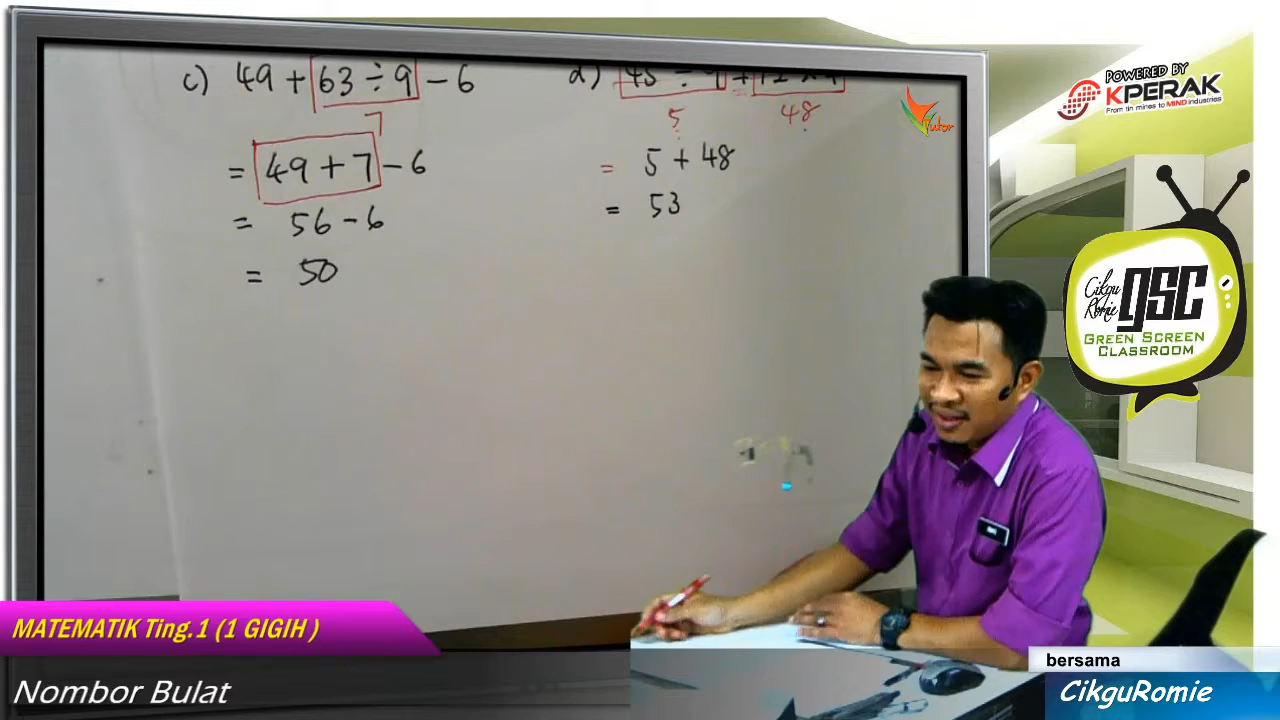 c) 49 + 63 ÷ 9 - 6
7
= 49 + 7 - 6
= 56 - 6
= 50
d)
5 48
= 5 + 48
= 53
Tutor
POWERED BY
KPERAK
From tin mines to MIND industries
Cikgu
Romie
GSC
GREEN SCREEN
CLASSROOM
MATEMATIK Ting.1 (1 GIGIH )
Nombor Bulat
bersama
CikguRomie